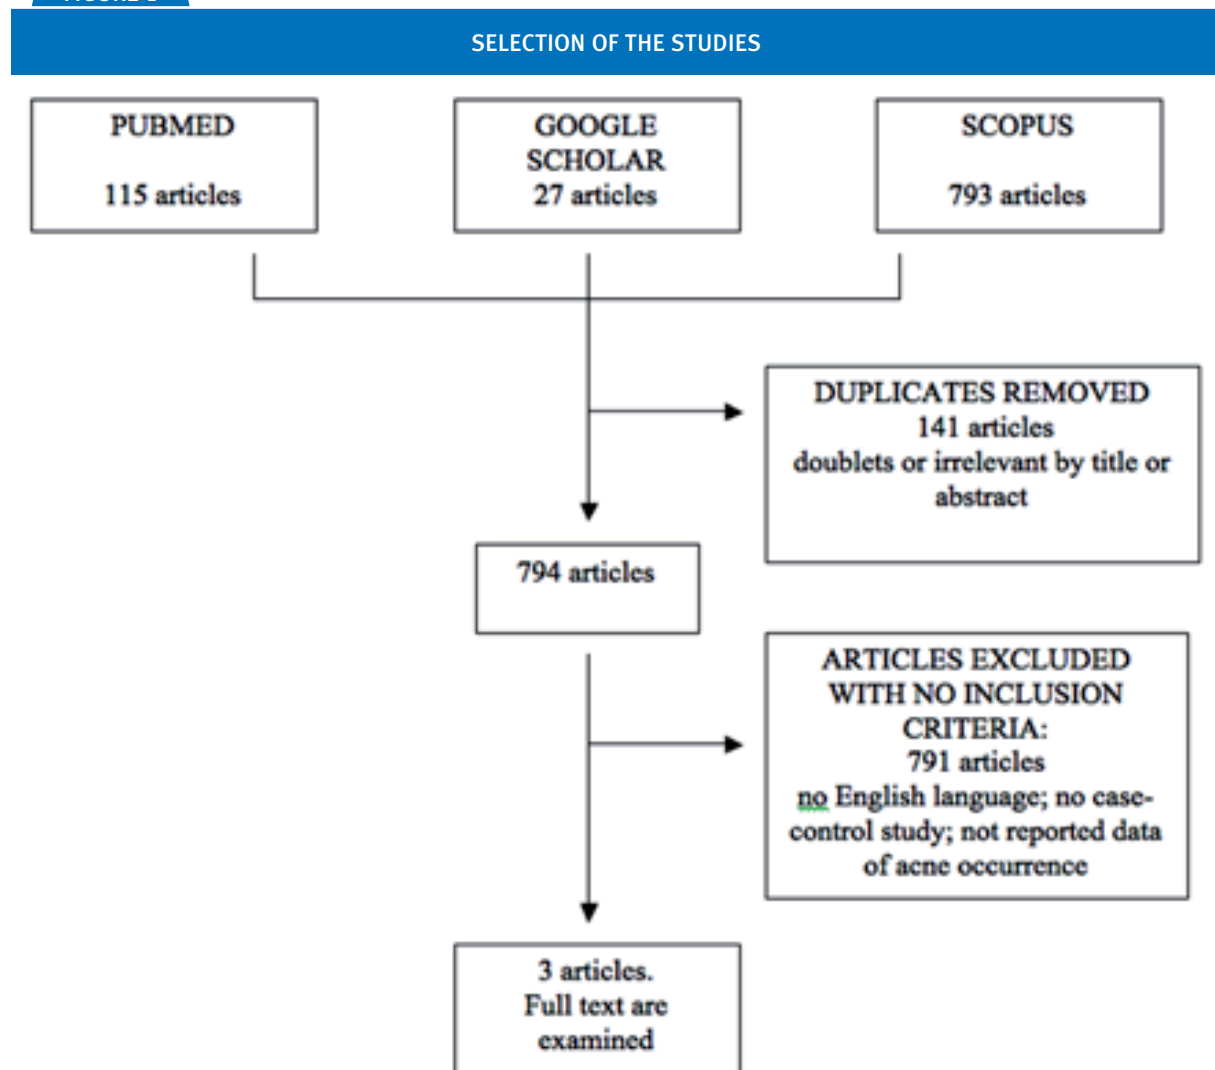 SELECTION OF THE STUDIES
PUBMED
115 articles
GOOGLE
SCHOLAR
27 articles
SCOPUS
793 articles
DUPLICATES REMOVED
141 articles
doublets or irrelevant by title or
abstract
794 articles
ARTICLES EXCLUDED
WITH NO INCLUSION
CRITERIA:
791 articles
no English language; no case-
control study; not reported data
of acne occurrence
3 articles.
Full text are
examined